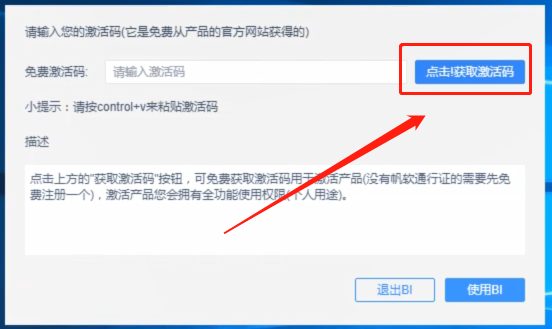 请输入您的激活码(它是免费从产品的官方网站获得的)
免费激活码: 请输入激活码 点击I获取激活码
小提示：请按control+v来粘贴激活码
描述
点击上方的"获取激活码"按钮，可免费获取激活码用于激活产品(没有帆软通行证的需要先免
费注册一个)，激活产品您会拥有全功能使用权限(个人用途)。
退出BI 使用BI